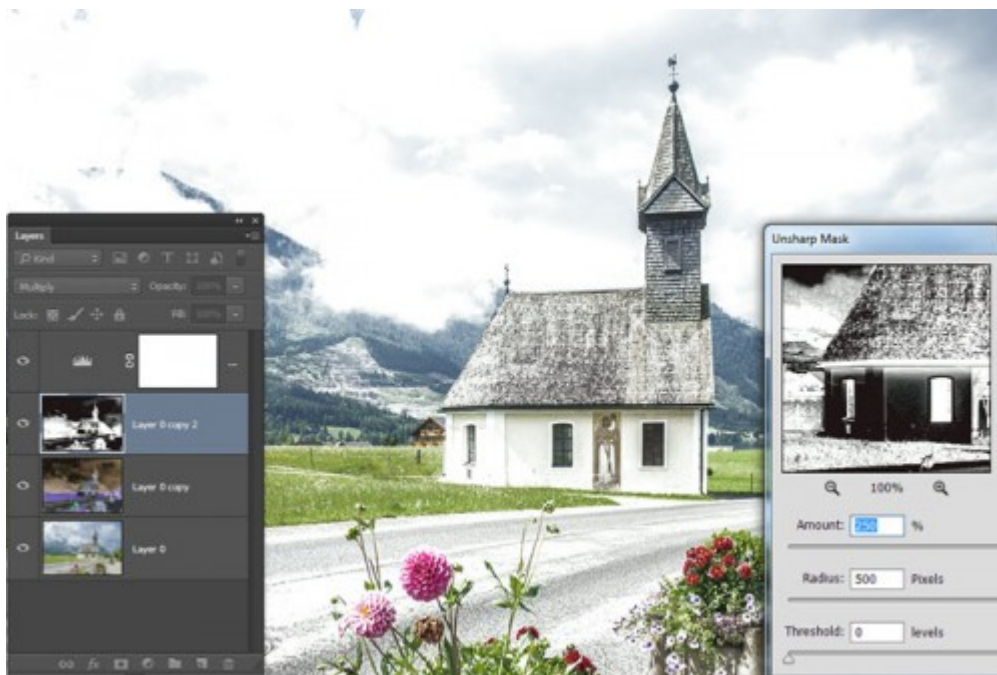 Layers
Kind
Multiply
Opacity: 100%
Lock:
Fill: 100%
Layer 0 copy 2
Layer 0 copy
Layer 0
fx
Unsharp Mask
100%
Amount: 250 %
Radius: 500 Pixels
Threshold: 0 levels